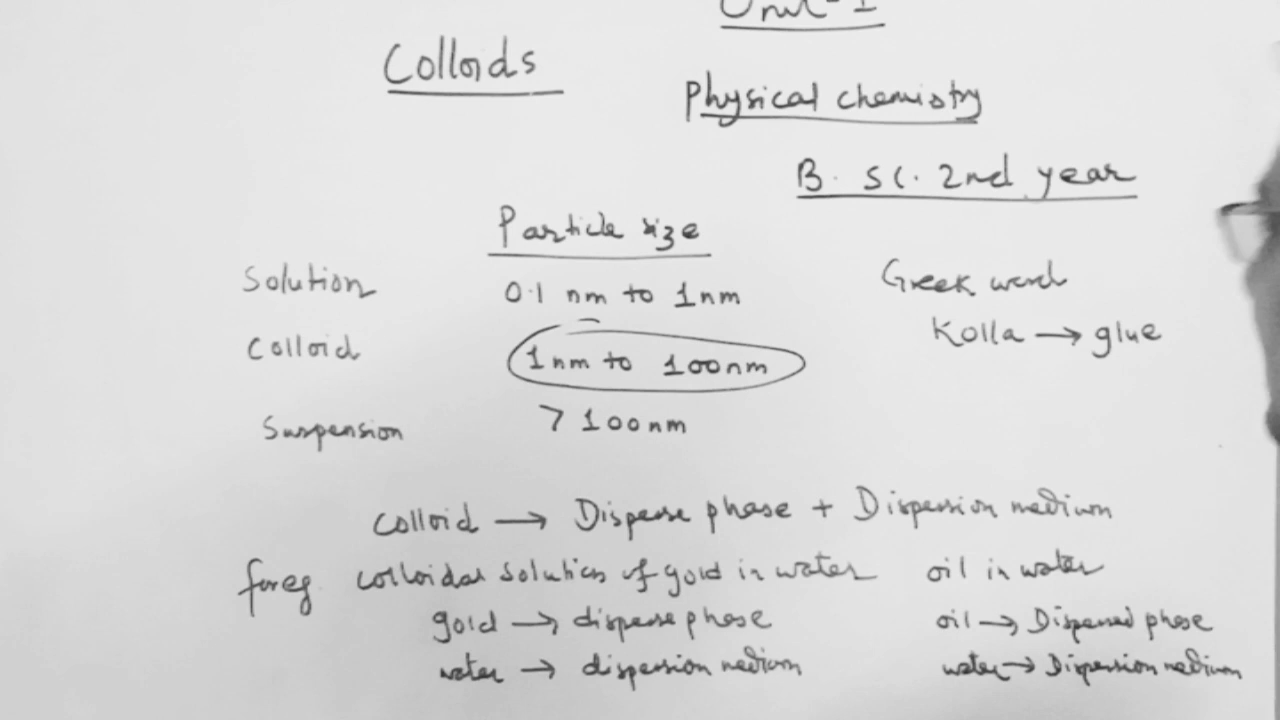 Unit-1
Colloids
Physical chemistry
B. Sc. 2nd year
Particle size
Solution 0.1 nm to 1nm
Colloid 1nm to 100nm
Suspension > 100nm
Greek word
Kolla → glue
Colloid → Disperse phase + Dispersion medium
for eg. colloidal solution of gold in water oil in water
gold → disperse phase oil → Dispersed phase
water → dispersion medium water → Dispersion medium